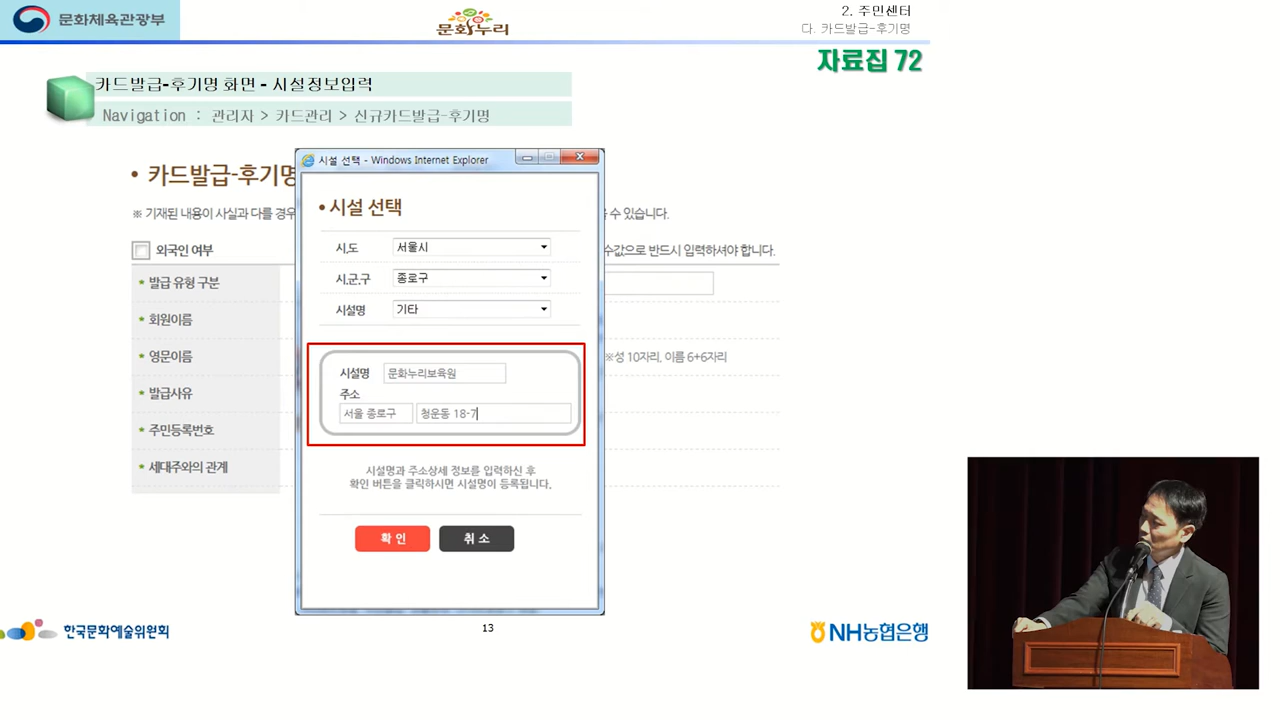 문화체육관광부
문화누리
2. 주민센터
다. 카드발급-후기명
자료집 72
카드발급-후기명 화면 - 시설정보입력
Navigation : 관리자 > 카드관리 > 신규카드발급-후기명
• 카드발급-후기명
※ 기재된 내용이 사실과 다를 경우
수 있습니다.
외국인 여부
수값으로 반드시 입력하셔야 합니다.
* 발급 유형 구분
* 회원이름
* 영문이름
※성 10자리, 이름 6+6자리
* 발급사유
* 주민등록번호
* 세대주와의 관계
시설 선택 - Windows Internet Explorer
• 시설 선택
시.도 서울시
시.군.구 종로구
시설명 기타
시설명 문화누리보육원
주소
서울 종로구 청운동 18-7
시설명과 주소상세 정보를 입력하신 후
확인 버튼을 클릭하시면 시설명이 등록됩니다.
확 인 취 소
한국문화예술위원회
13
NH농협은행